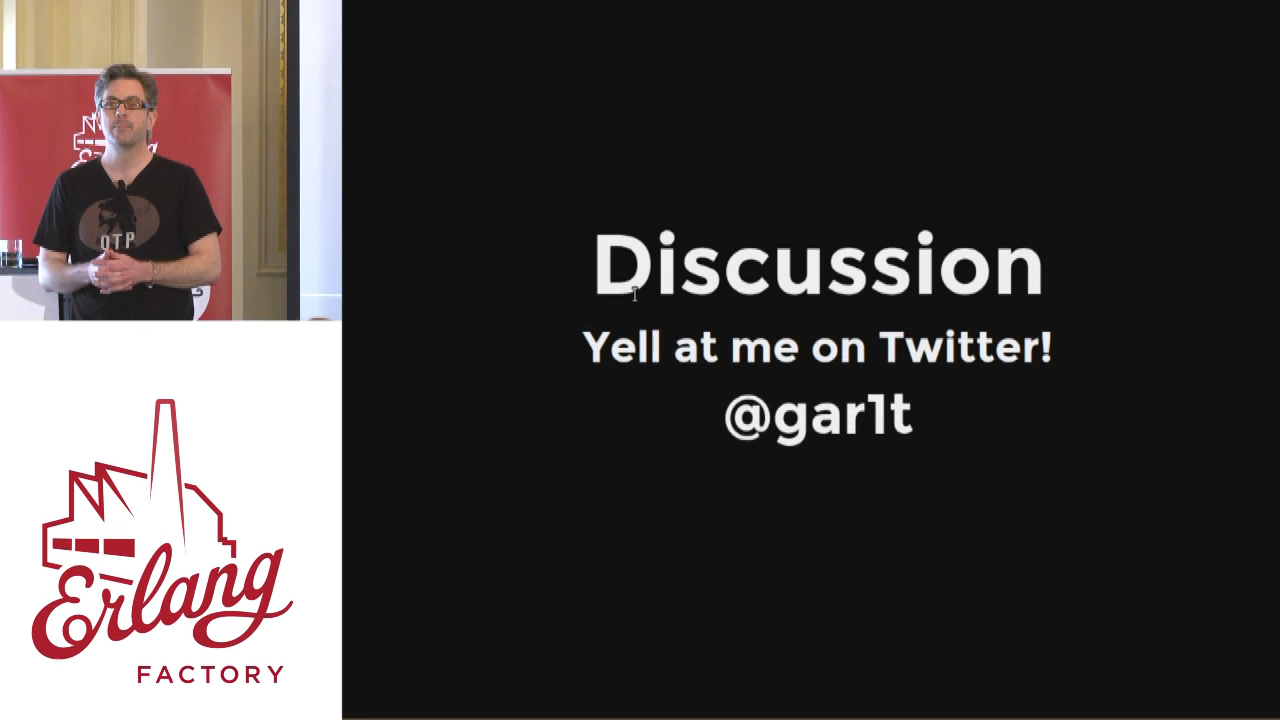 OTP
Discussion
Yell at me on Twitter!
@gar1t
Erlang
FACTORY